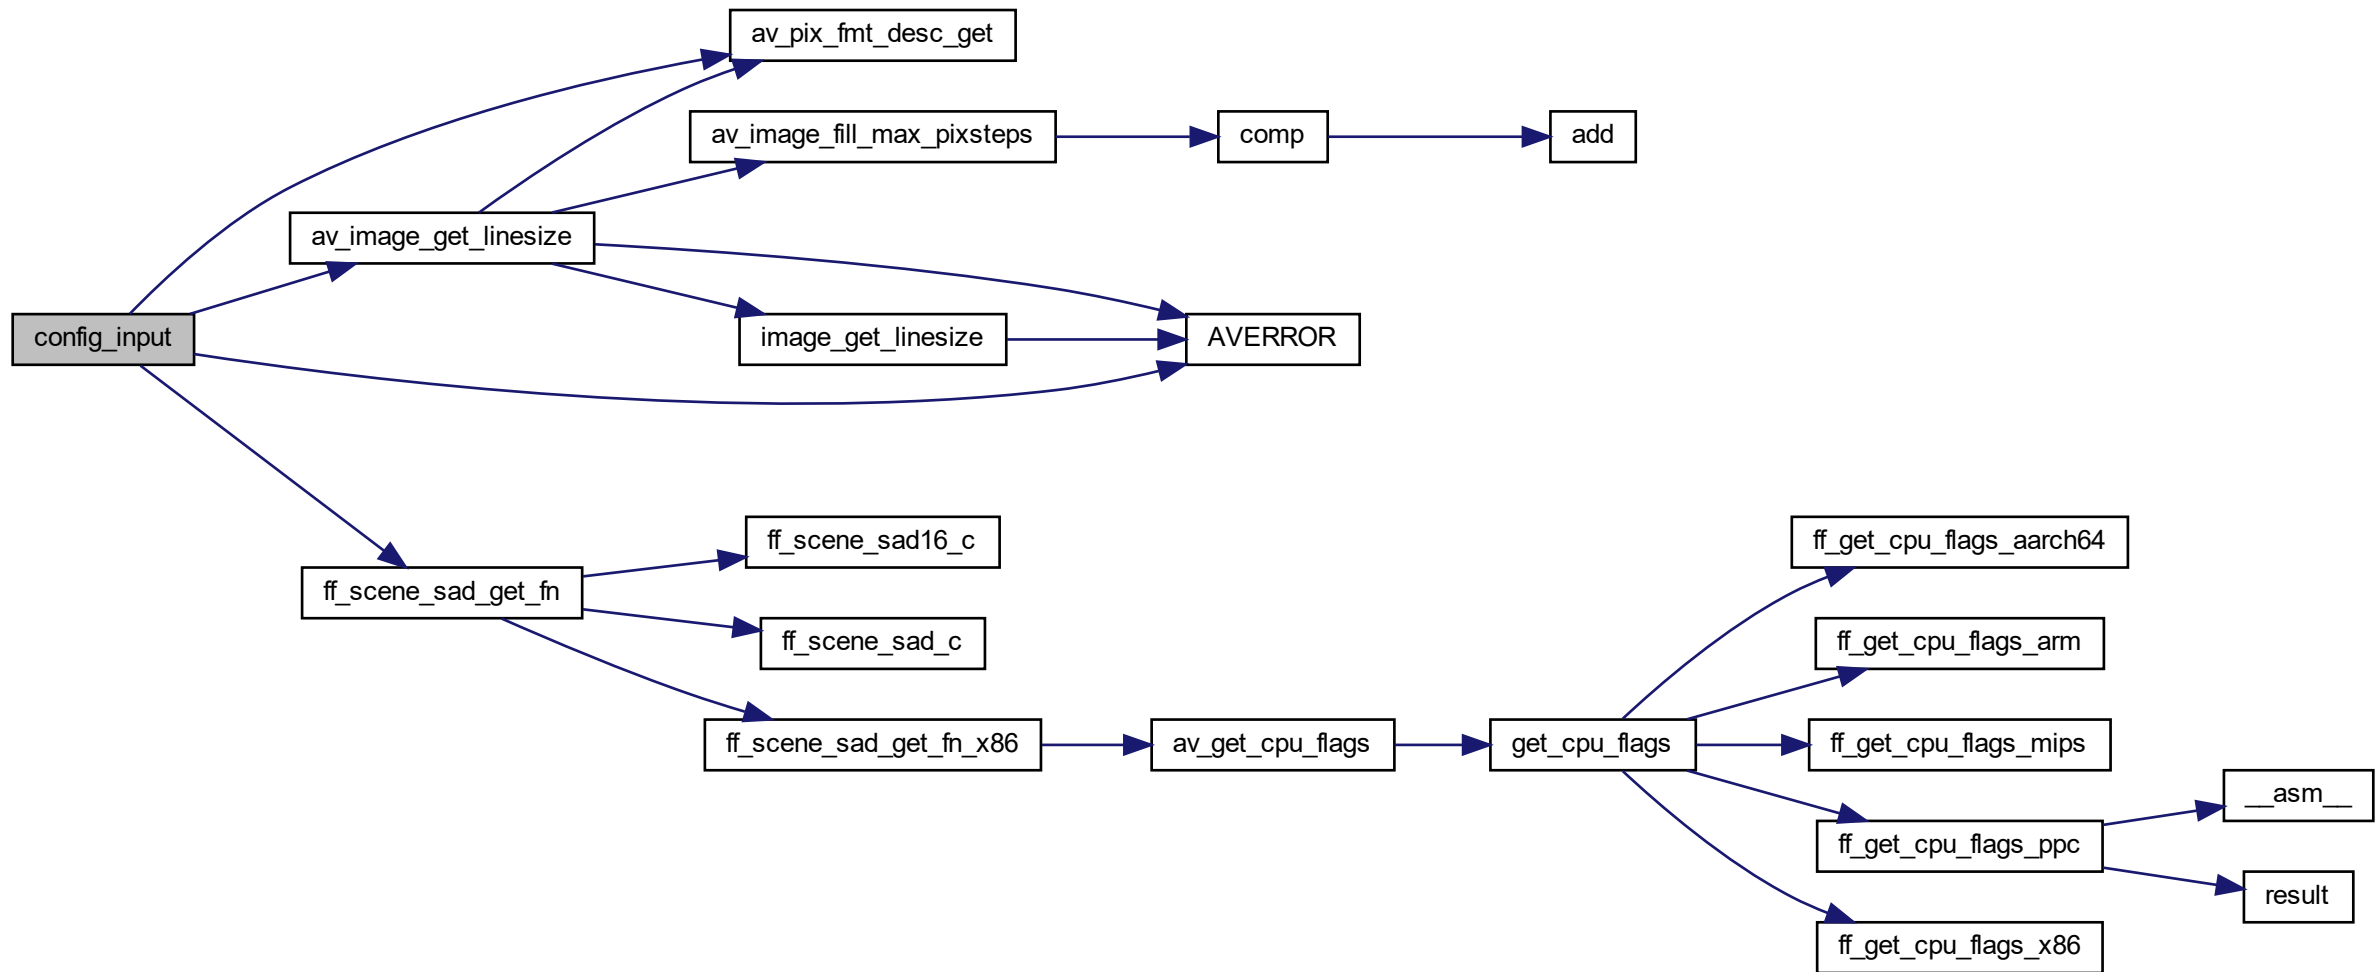 av_pix_fmt_desc_get
av_image_fill_max_pixsteps
comp
add
av_image_get_linesize
config_input
image_get_linesize
AVERROR
ff_scene_sad16_c
ff_get_cpu_flags_aarch64
ff_scene_sad_get_fn
ff_scene_sad_c
ff_get_cpu_flags_arm
ff_scene_sad_get_fn_x86
av_get_cpu_flags
get_cpu_flags
ff_get_cpu_flags_mips
__asm__
ff_get_cpu_flags_ppc
result
ff_get_cpu_flags_x86